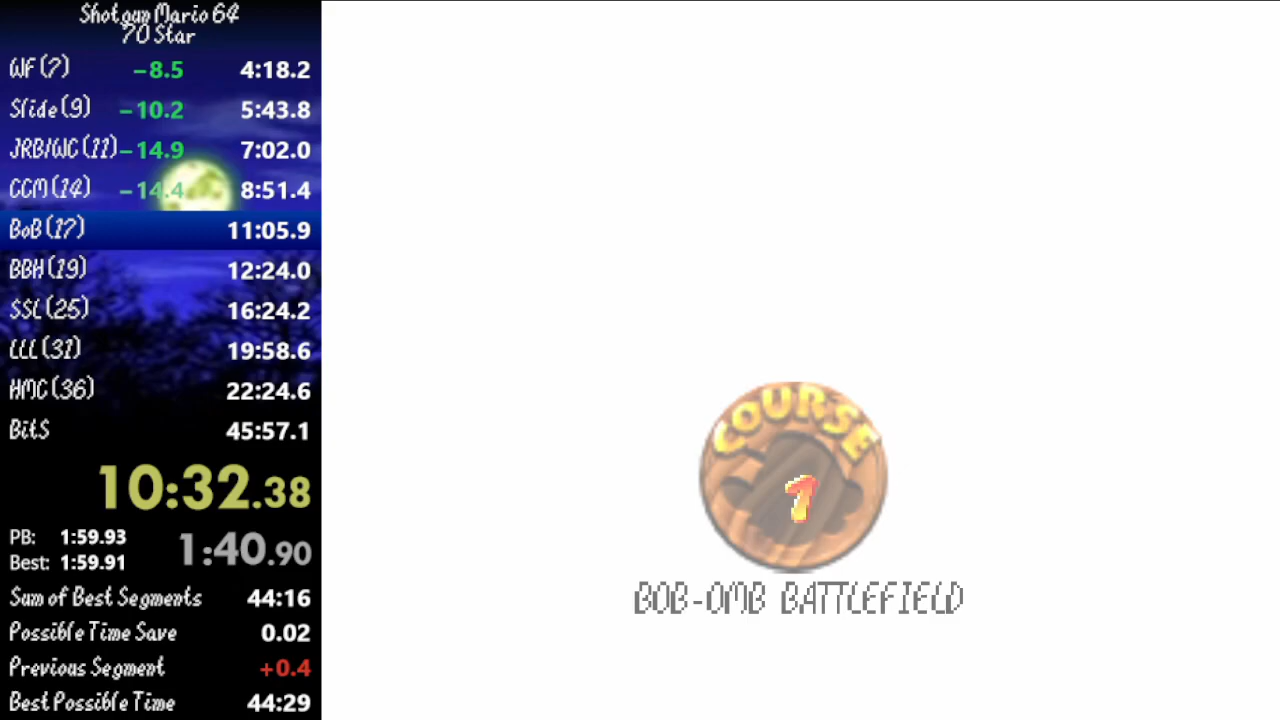 Shotgun Mario 64
70 Star
WF(7) -8.5 4:18.2
Slide(9) -10.2 5:43.8
JRB/WC(11) -14.9 7:02.0
CCM(14) -14.4 8:51.4
BoB(17) 11:05.9
BBH(19) 12:24.0
SSL(25) 16:24.2
LLL(31) 19:58.6
HMC(36) 22:24.6
BitS 45:57.1
10:32.38
PB: 1:59.93
Best: 1:59.91
1:40.90
Sum of Best Segments 44:16
Possible Time Save 0.02
Previous Segment +0.4
Best Possible Time 44:29
COURSE
1
BOB-OMB BATTLEFIELD